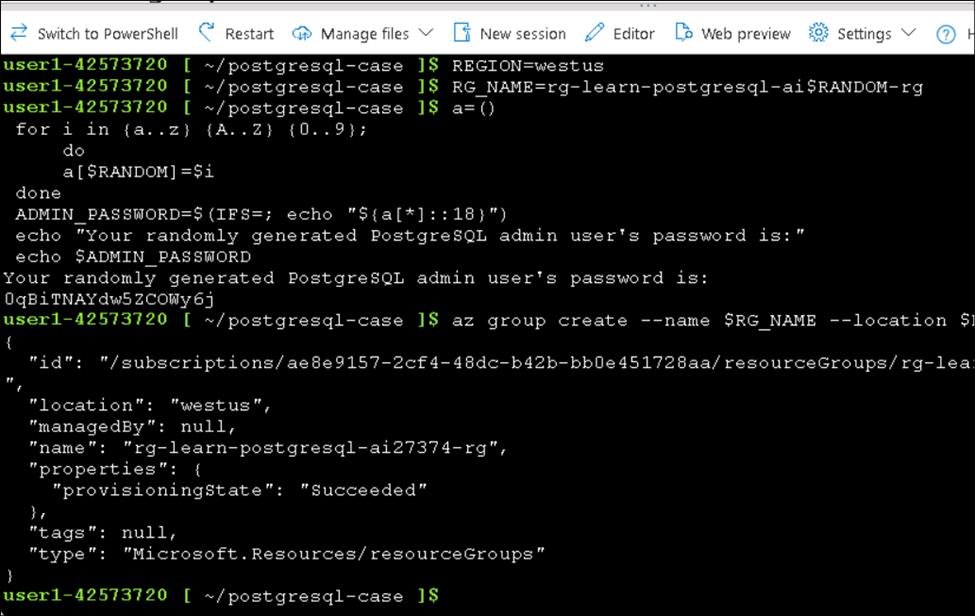 Switch to PowerShell Restart Manage files New session Editor Web preview Settings
user1-42573720 [ ~/postgresql-case ]$ REGION=westus
user1-42573720 [ ~/postgresql-case ]$ RG_NAME=rg-learn-postgresql-ai$RANDOM-rg
user1-42573720 [ ~/postgresql-case ]$ a=()
for i in {a..z} {A..Z} {0..9};
do
a[$RANDOM]=$i
done
ADMIN_PASSWORD=$(IFS=; echo "${a[*]::18}")
echo "Your randomly generated PostgreSQL admin user's password is:"
echo $ADMIN_PASSWORD
Your randomly generated PostgreSQL admin user's password is:
0qBiTNAYdw5ZCOWy6j
user1-42573720 [ ~/postgresql-case ]$ az group create --name $RG_NAME --location $
{
"id": "/subscriptions/ae8e9157-2cf4-48dc-b42b-bb0e451728aa/resourceGroups/rg-lea
",
"location": "westus",
"managedBy": null,
"name": "rg-learn-postgresql-ai27374-rg",
"properties": {
"provisioningState": "Succeeded"
},
"tags": null,
"type": "Microsoft.Resources/resourceGroups"
}
user1-42573720 [ ~/postgresql-case ]$